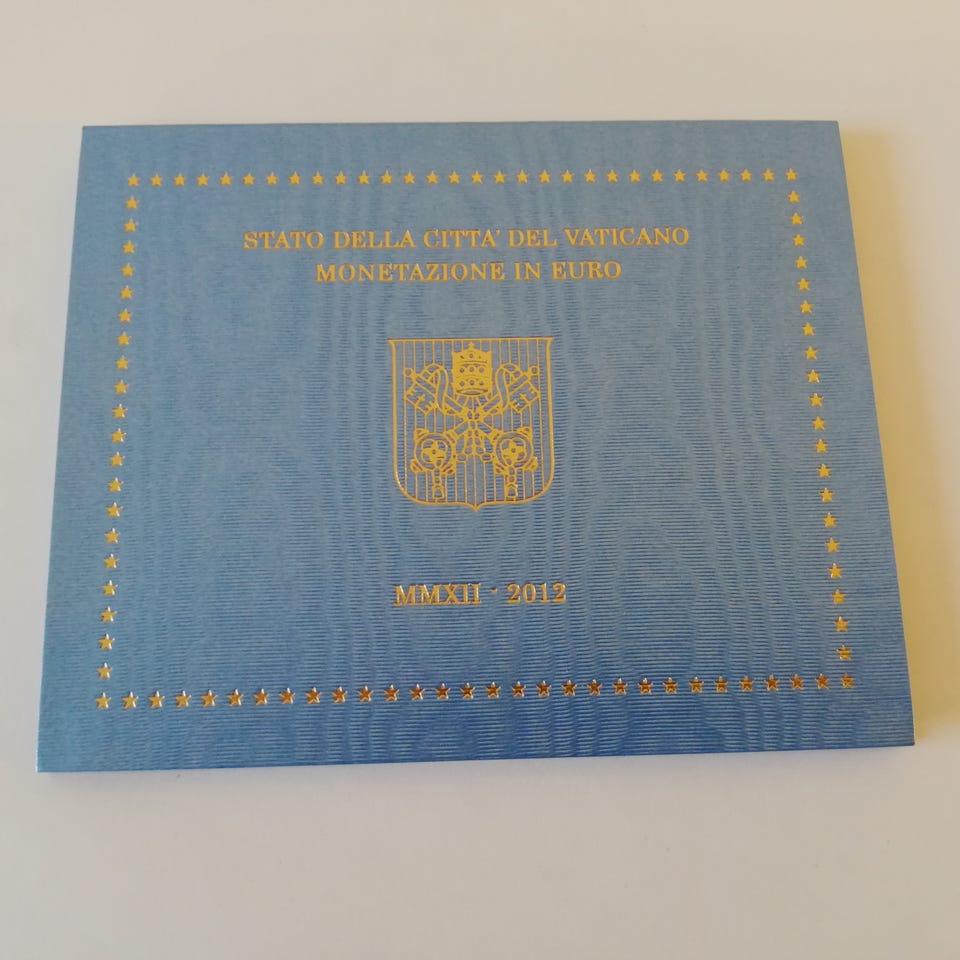 STATO DELLA CITTA' DEL VATICANO
MONETAZIONE IN EURO
MMXII - 2012